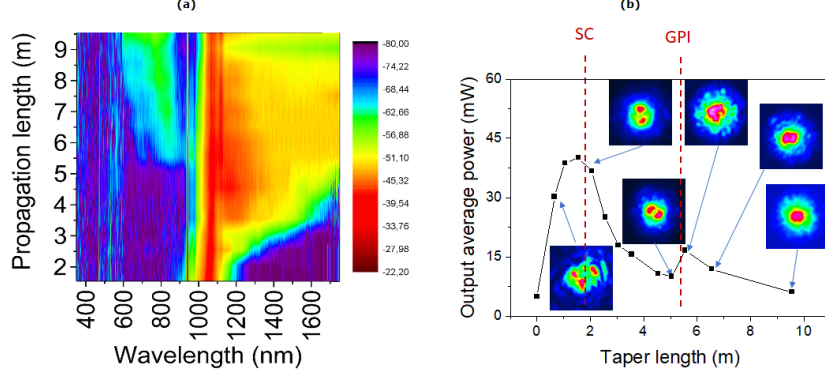 (a)
(b)
Propagation length (m)
9
8
7
6
5
4
3
2
400 600 800 1000 1200 1400 1600
Wavelength (nm)
-80,00
-74,23
-68,45
-62,66
-56,88
-51,10
-45,32
-39,54
-33,76
-27,98
-22,20
SC
GPI
Output average power (mW)
60
45
30
15
0
0 2 4 6 8 10
Taper length (m)